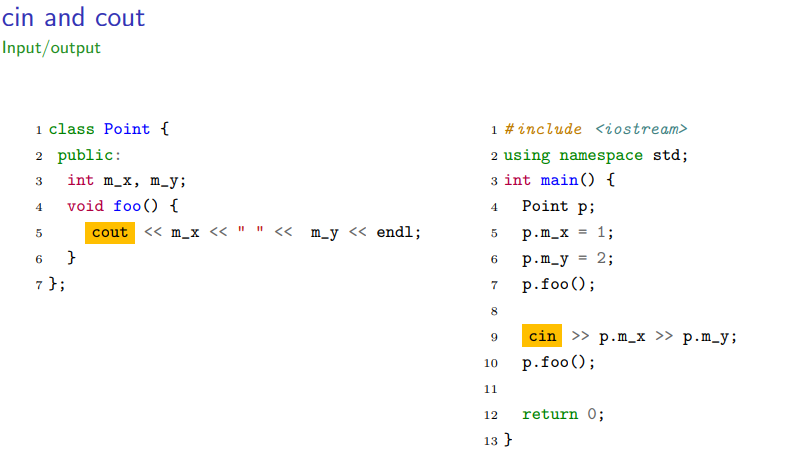 cin and cout
Input/output
1 class Point {
2 public:
3 int m_x, m_y;
4 void foo() {
5 cout << m_x << " " << m_y << endl;
6 }
7 };
1 #include <iostream>
2 using namespace std;
3 int main() {
4 Point p;
5 p.m_x = 1;
6 p.m_y = 2;
7 p.foo();
8
9 cin >> p.m_x >> p.m_y;
10 p.foo();
11
12 return 0;
13 }